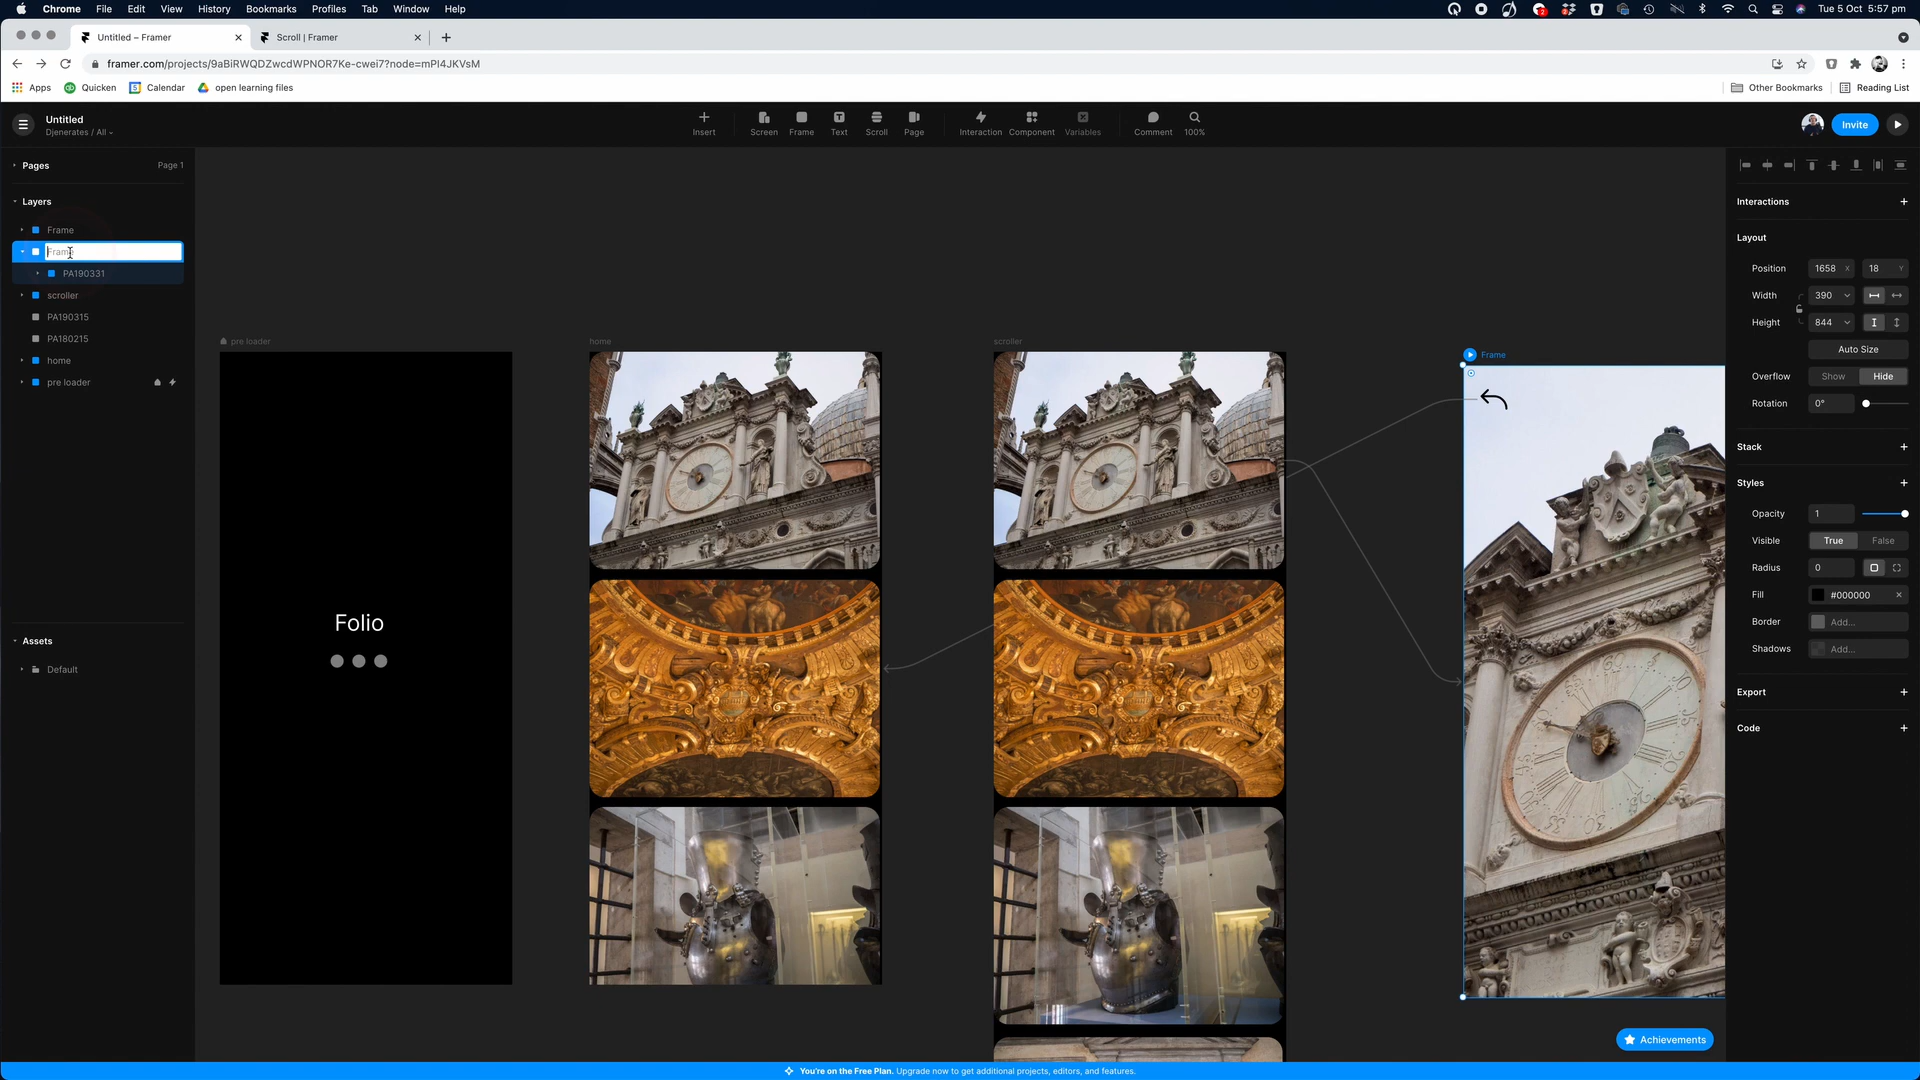 Chrome File Edit View History Bookmarks Profiles Tab Window Help
Tue 5 Oct 5:57 pm
Untitled – Framer
Scroll | Framer
framer.com/projects/9aBiRWQDZwcdWPNOR7Ke-cwei7?node=mPI4JKVsM
Apps
Quicken
Calendar
open learning files
Other Bookmarks
Reading List
Untitled
Djenerates / All
Insert
Screen
Frame
Text
Scroll
Page
Interaction
Component
Variables
Comment
100%
Invite
Pages
Page 1
Layers
Frame
Frame
PA190331
scroller
PA190315
PA180215
home
pre loader
Assets
Default
pre loader
Folio
home
scroller
Frame
Interactions
Layout
Position 1658 X 18 Y
Width 390
Height 844
Auto Size
Overflow Show Hide
Rotation 0°
Stack
Styles
Opacity 1
Visible True False
Radius 0
Fill #000000
Border Add...
Shadows Add...
Export
Code
Achievements
You're on the Free Plan. Upgrade now to get additional projects, editors, and features.